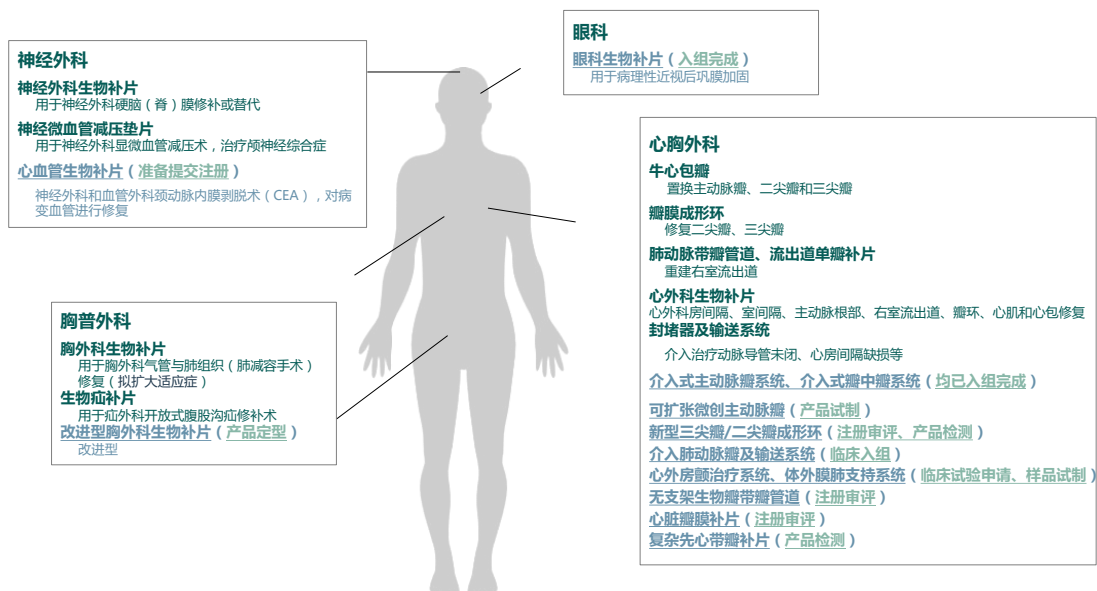 神经外科
神经外科生物补片
用于神经外科硬脑（脊）膜修补或替代
神经微血管减压垫片
用于神经外科显微血管减压术，治疗颅神经综合症
心血管生物补片（准备提交注册）
神经外科和血管外科颈动脉内膜剥脱术（CEA），对病
变血管进行修复
眼科
眼科生物补片（入组完成）
用于病理性近视后巩膜加固
胸普外科
胸外科生物补片
用于胸外科气管与肺组织（肺减容手术）
修复（拟扩大适应症）
生物疝补片
用于疝外科开放式腹股沟疝修补术
改进型胸外科生物补片（产品定型）
改进型
心胸外科
牛心包瓣
置换主动脉瓣、二尖瓣和三尖瓣
瓣膜成形环
修复二尖瓣、三尖瓣
肺动脉带瓣管道、流出道单瓣补片
重建右室流出道
心外科生物补片
心外科房间隔、室间隔、主动脉根部、右室流出道、瓣环、心肌和心包修复
封堵器及输送系统
介入治疗动脉导管未闭、心房间隔缺损等
介入式主动脉瓣系统、介入式瓣中瓣系统（均已入组完成）
可扩张微创主动脉瓣（产品试制）
新型三尖瓣/二尖瓣成形环（注册审评、产品检测）
介入肺动脉瓣及输送系统（临床入组）
心外房颤治疗系统、体外膜肺支持系统（临床试验申请、样品试制）
无支架生物瓣带瓣管道（注册审评）
心脏瓣膜补片（注册审评）
复杂先心带瓣补片（产品检测）